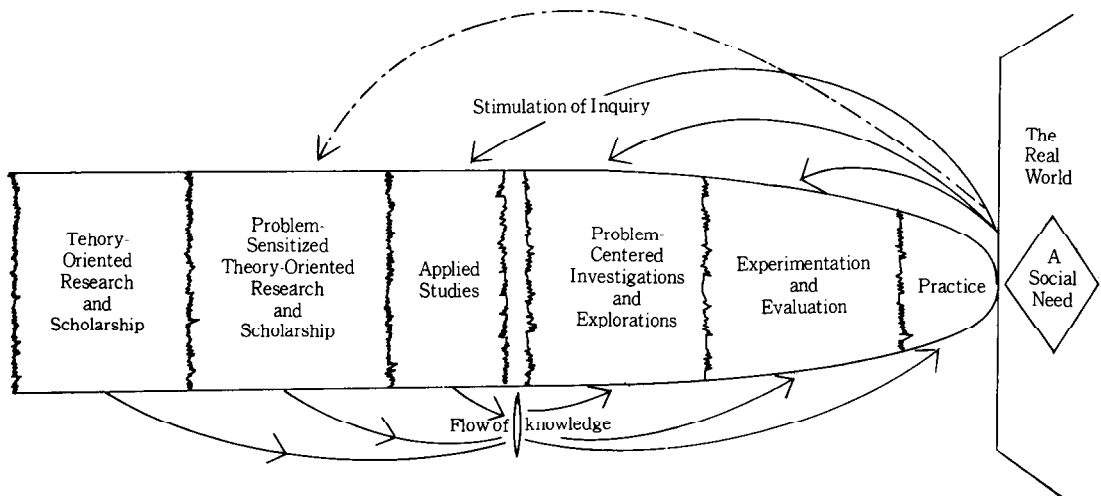 Stimulation of Inquiry
Tehory-
Oriented
Research
and
Scholarship
Problem-
Sensitized
Theory-Oriented
Research
and
Scholarship
Applied
Studies
Problem-
Centered
Investigations
and
Explorations
Experimentation
and
Evaluation
Practice
The
Real
World
A
Social
Need
Flow of knowledge